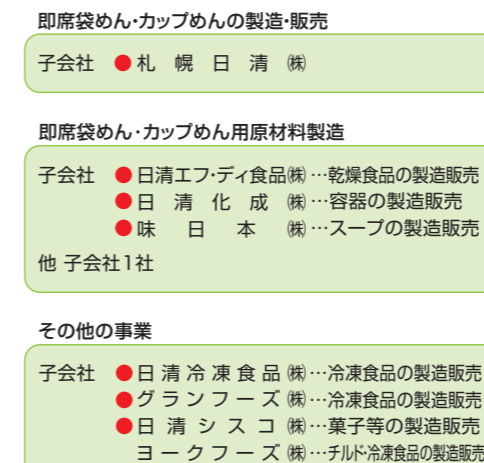 即席袋めん・カップめんの製造・販売
子会社 ●札幌日清㈱
即席袋めん・カップめん用原材料製造
子会社 ●日清エフ・ディ食品㈱…乾燥食品の製造販売
●日清化成㈱…容器の製造販売
●味日本㈱…スープの製造販売
他 子会社1社
その他の事業
子会社 ●日清冷凍食品㈱…冷凍食品の製造販売
●グランフーズ㈱…冷凍食品の製造販売
●日清シスコ㈱…菓子等の製造販売
ヨークフーズ㈱…チルド・冷凍食品の製造販売